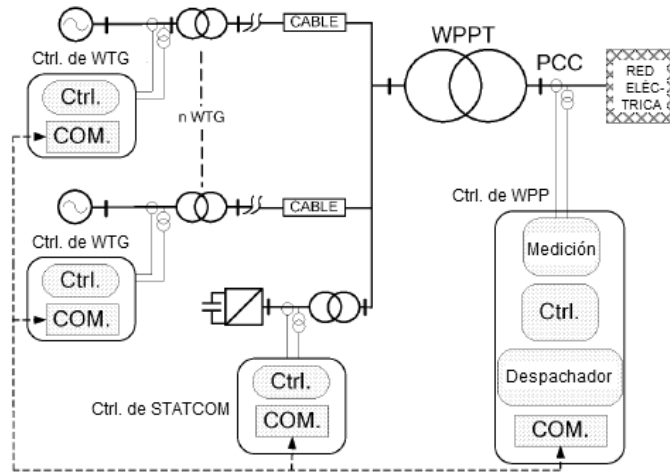 CABLE
WPPT
PCC
RED
ELÉC-
TRICA
Ctrl. de WTG
Ctrl.
COM.
n WTG
CABLE
Ctrl. de WTG
Ctrl.
COM.
Ctrl. de WPP
Medición
Ctrl.
Despachador
COM.
Ctrl. de STATCOM
Ctrl.
COM.